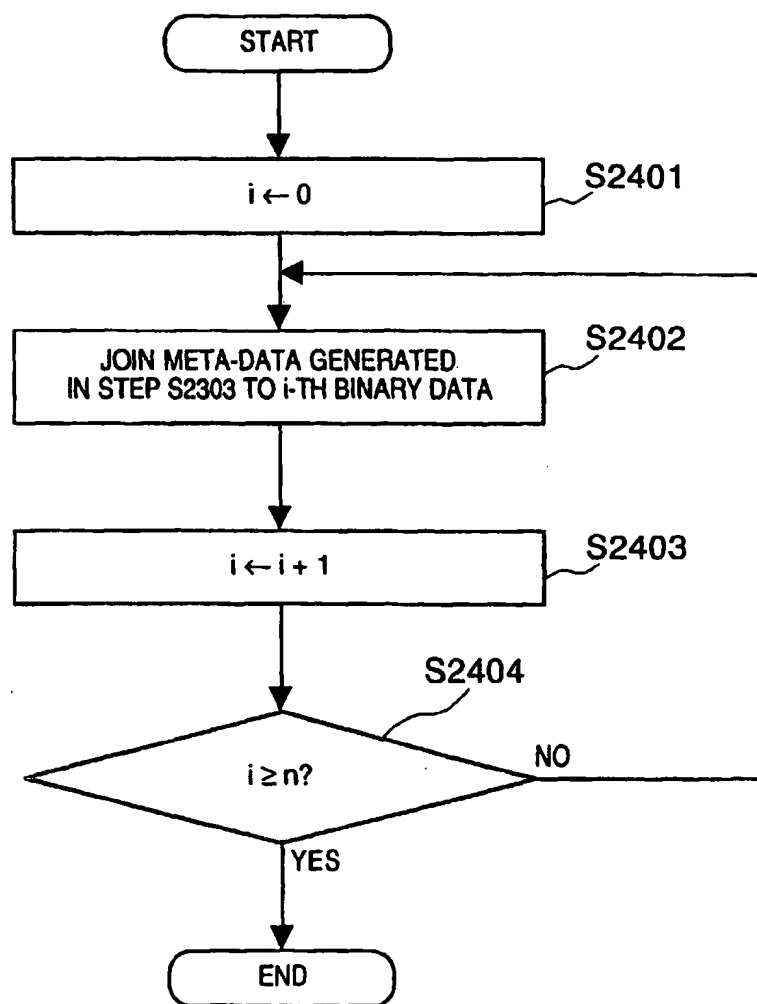 START
i ← 0
S2401
JOIN META-DATA GENERATED
IN STEP S2303 TO i-TH BINARY DATA
S2402
i ← i + 1
S2403
S2404
i ≥ n?
NO
YES
END